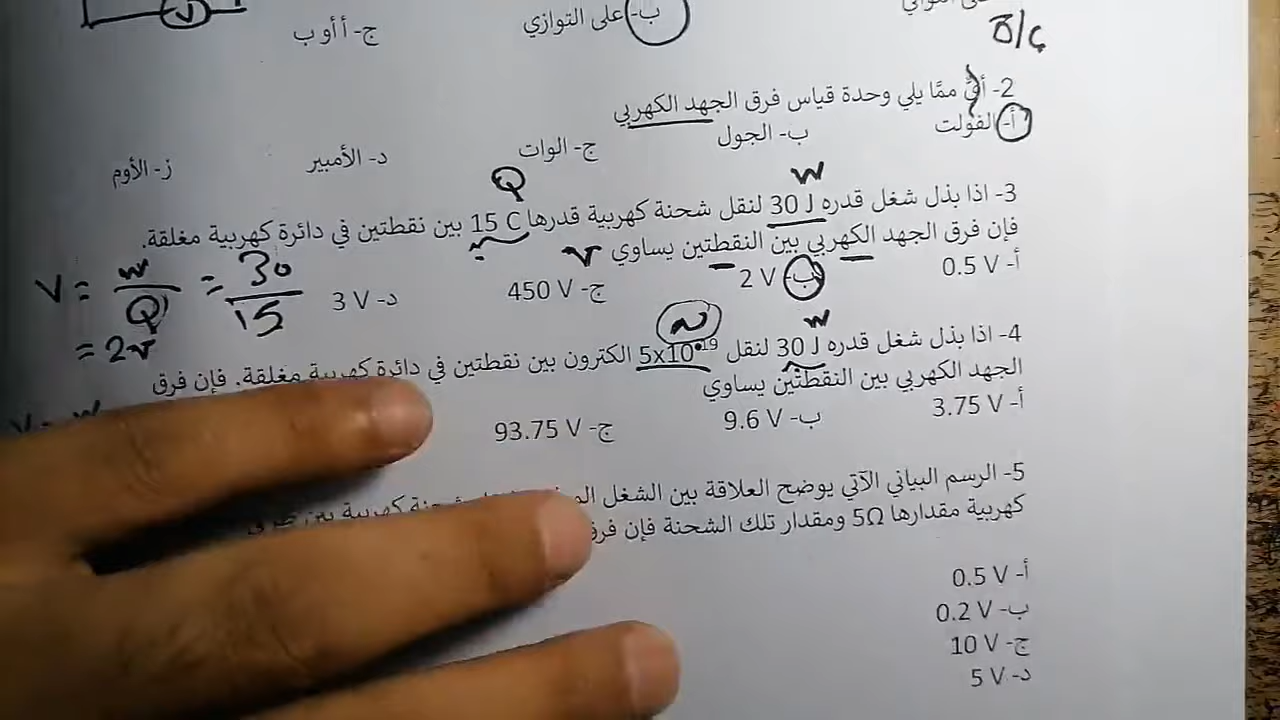 V
ب- على التوازي ج- أ أو ب
2- أيٌّ ممَّا يلي وحدة قياس فرق الجهد الكهربي
أ- الفولت ب- الجول ج- الوات د- الأمبير ز- الأوم
Q W
3- اذا بذل شغل قدره 30 J لنقل شحنة كهربية قدرها 15 C بين نقطتين في دائرة كهربية مغلقة.
فإن فرق الجهد الكهربي بين النقطتين يساوي V
أ- 0.5 V ب- 2 V ج- 450 V د- 3 V
V = W/Q = 30/15
= 2v
N W
4- اذا بذل شغل قدره 30 J لنقل 5x10^19 الكترون بين نقطتين في دائرة كهربية مغلقة. فإن فرق
الجهد الكهربي بين النقطتين يساوي
أ- 3.75 V ب- 9.6 V ج- 93.75 V
5- الرسم البياني الآتي يوضح العلاقة بين الشغل
كهربية مقدارها 5Ω ومقدار تلك الشحنة فإن
أ- 0.5 V
ب- 0.2 V
ج- 10 V
د- 5 V